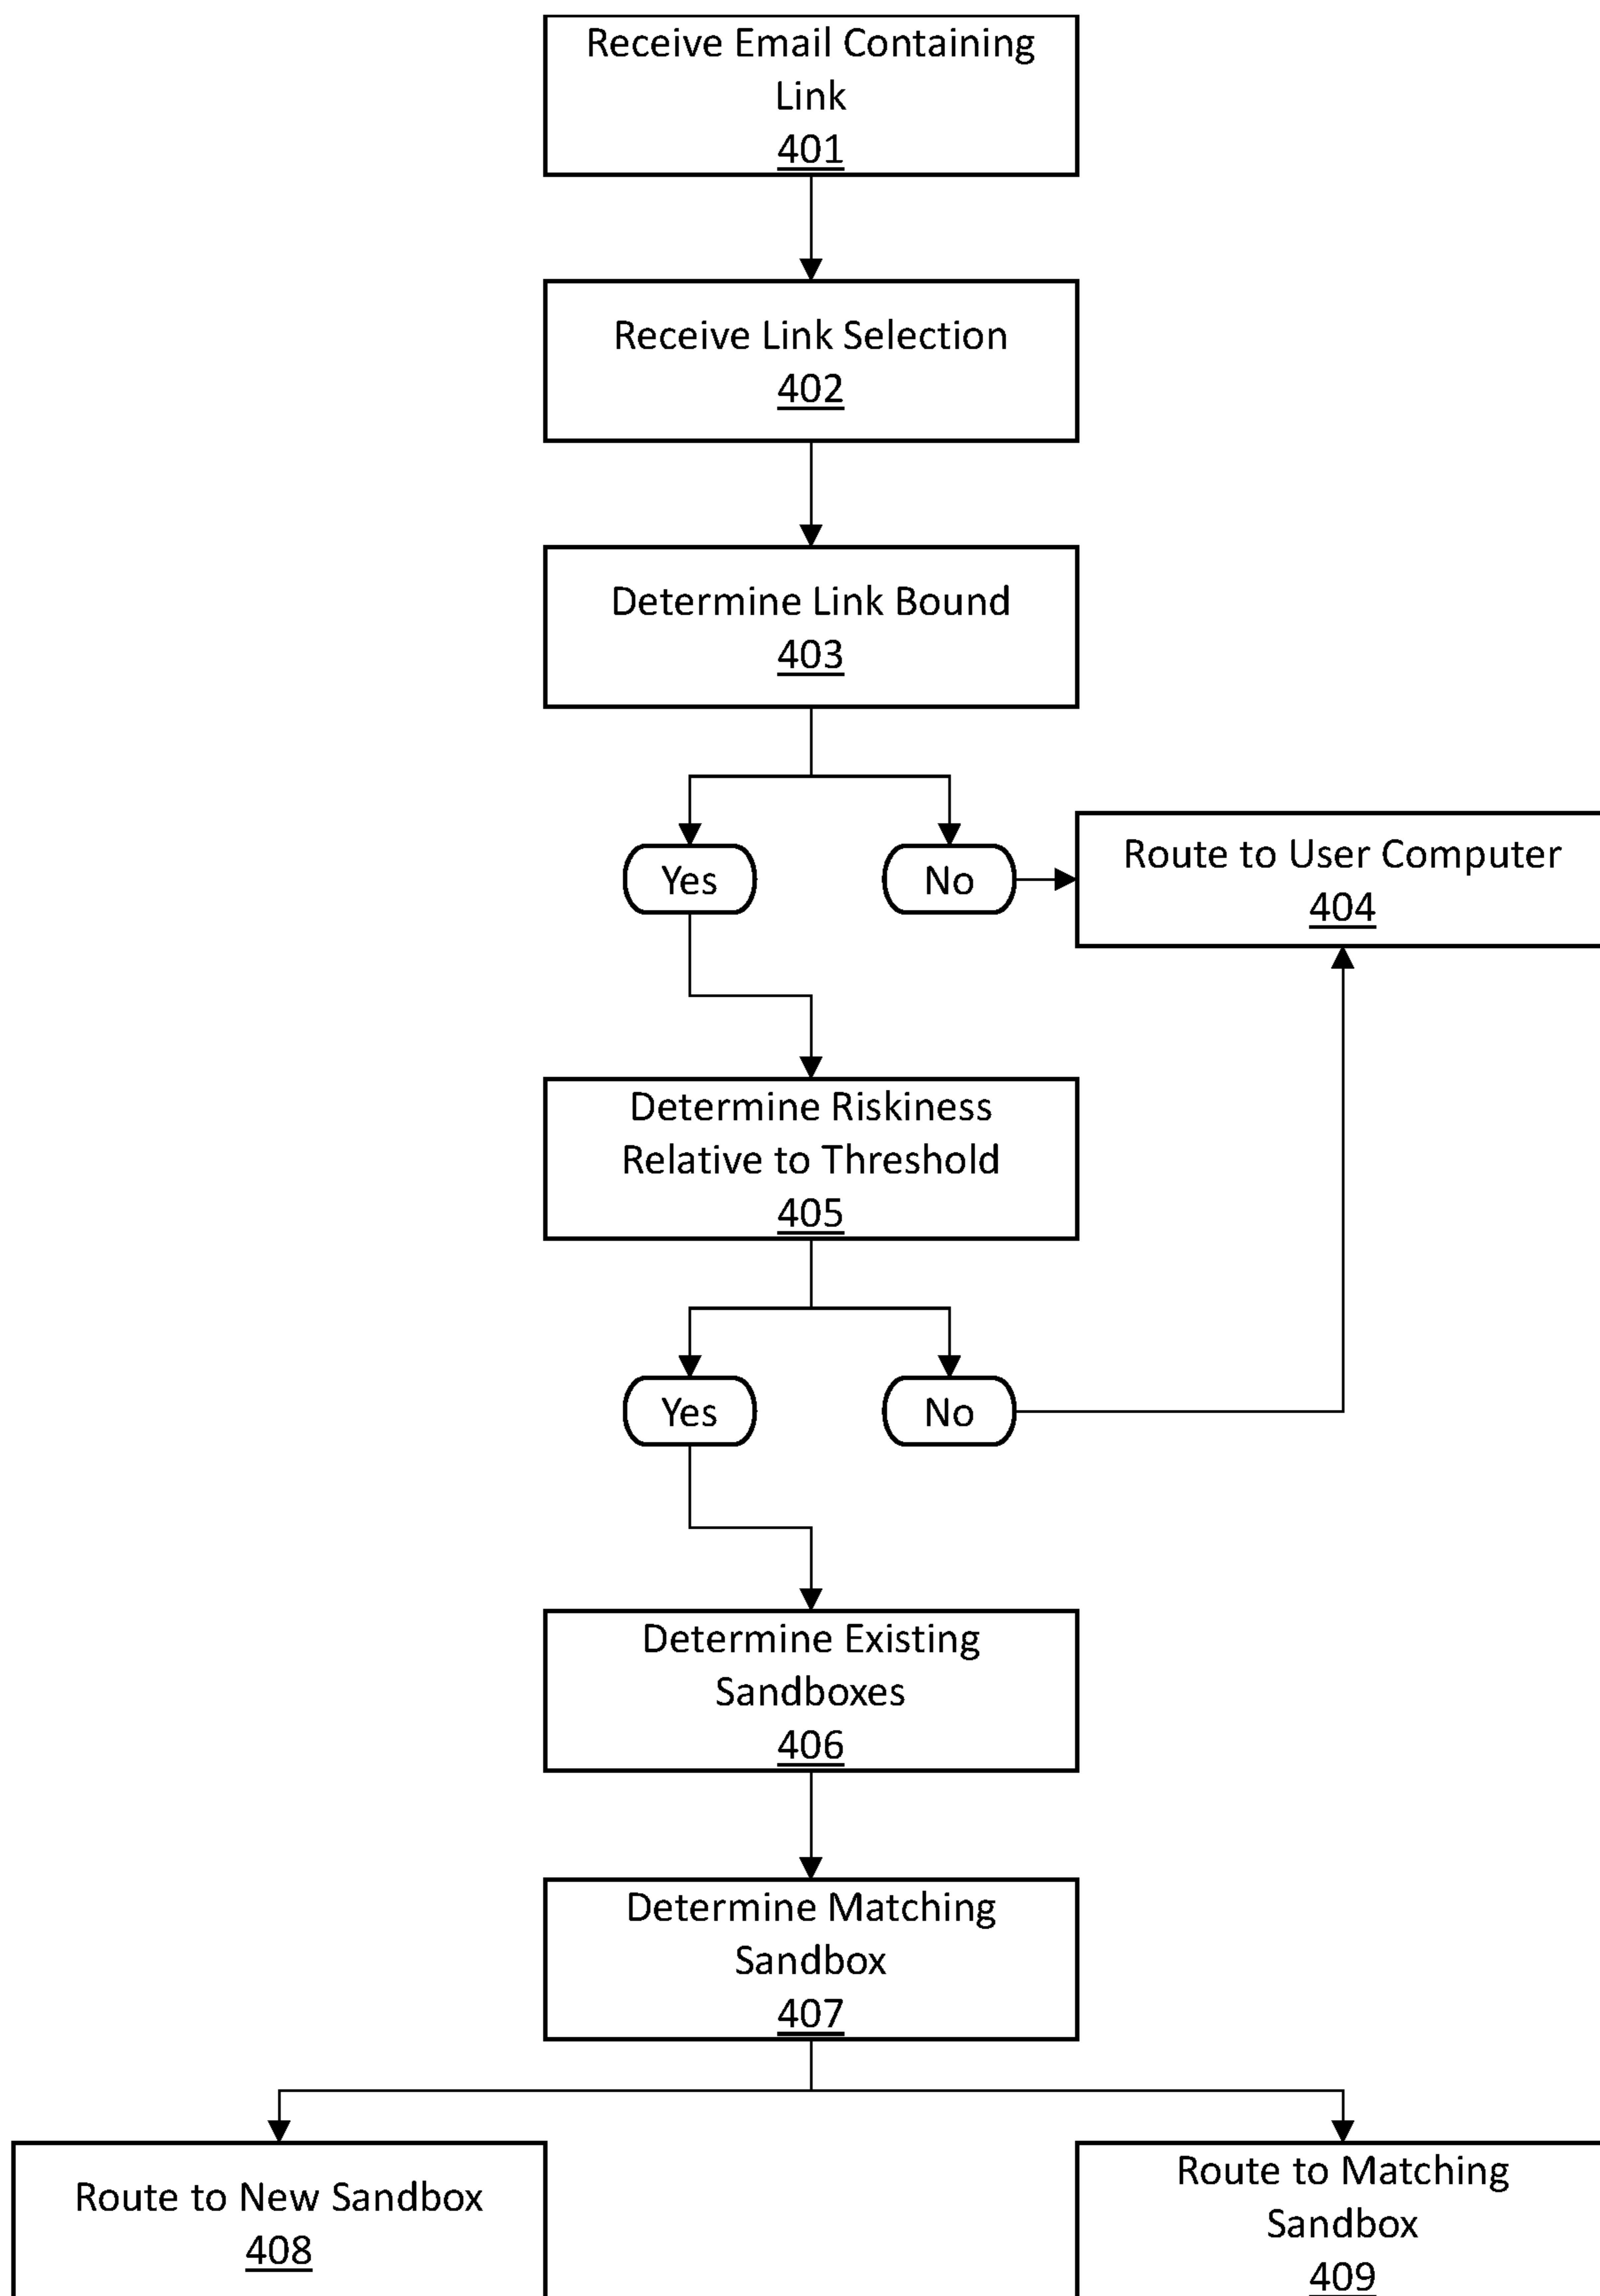 Receive Email Containing
Link
401
Receive Link Selection
402
Determine Link Bound
403
Yes
No
Route to User Computer
404
Determine Riskiness
Relative to Threshold
405
Yes
No
Determine Existing
Sandboxes
406
Determine Matching
Sandbox
407
Route to New Sandbox
408
Route to Matching
Sandbox
409